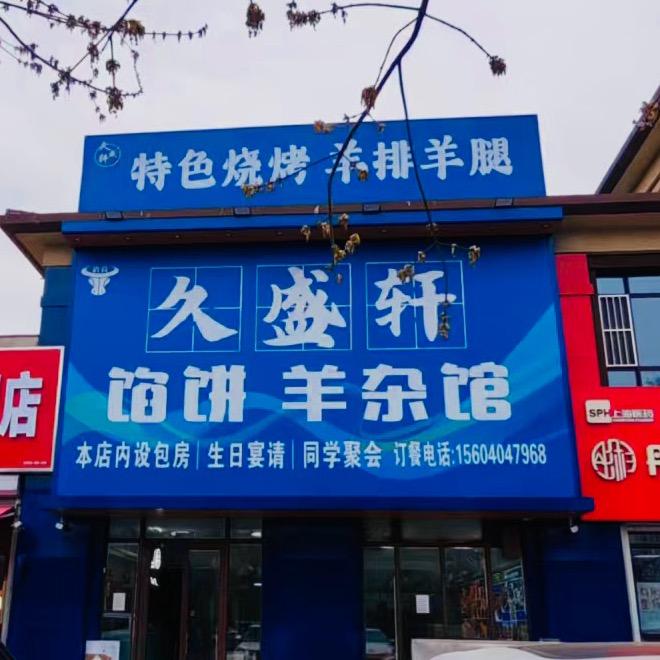 特色烧烤 羊排羊腿
久盛轩
馅饼 羊杂馆
本店内设包房|生日宴请|同学聚会 订餐电话:15604047968
店
SPH上海医药